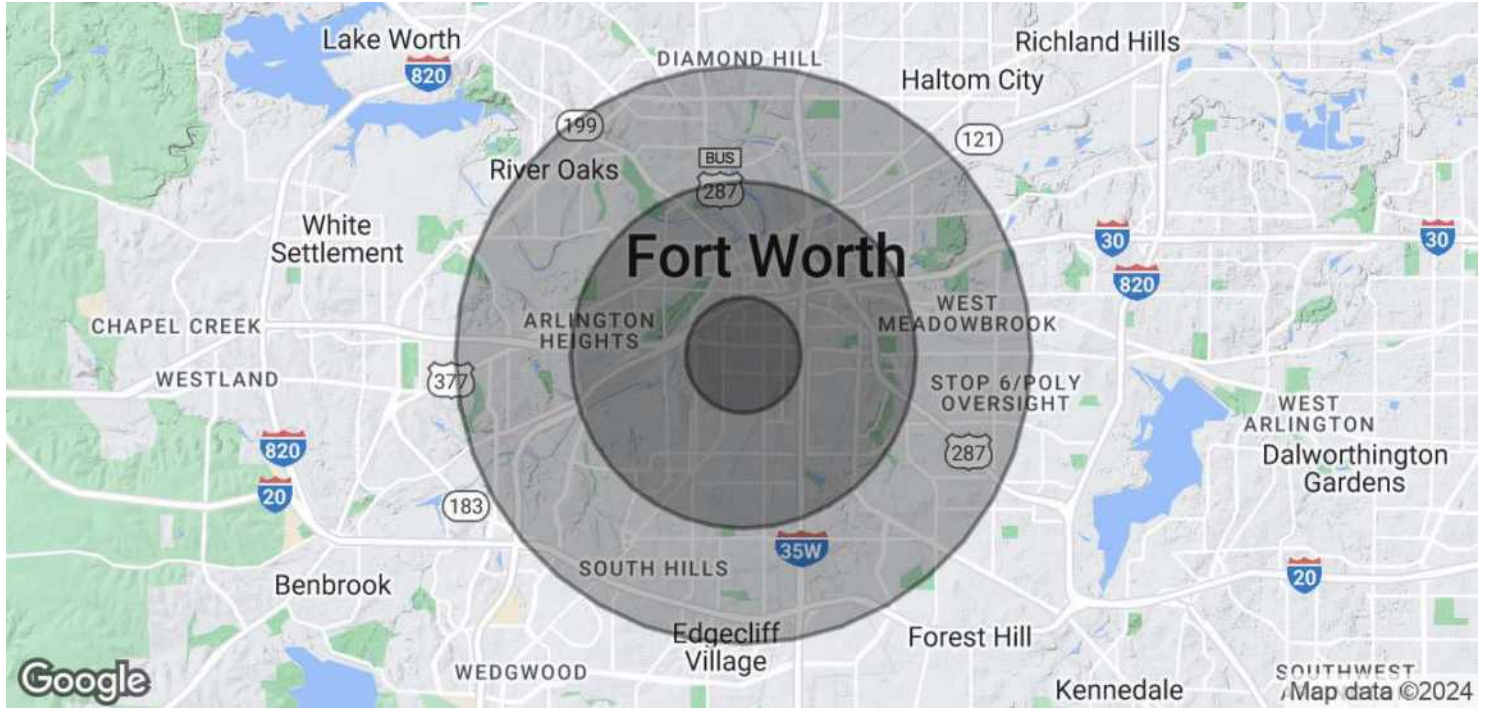 Lake Worth
820
DIAMOND HILL
Richland Hills
Haltom City
199
121
BUS
287
River Oaks
White
Settlement
Fort Worth
30
30
820
CHAPEL CREEK
ARLINGTON
HEIGHTS
WEST
MEADOWBROOK
WESTLAND
377
STOP 6/POLY
OVERSIGHT
WEST
ARLINGTON
820
20
287
Dalworthington
Gardens
183
35W
SOUTH HILLS
20
Benbrook
Edgecliff
Village
Forest Hill
WEDGWOOD
Kennedale
SOUTHWEST
Google
Map data ©2024